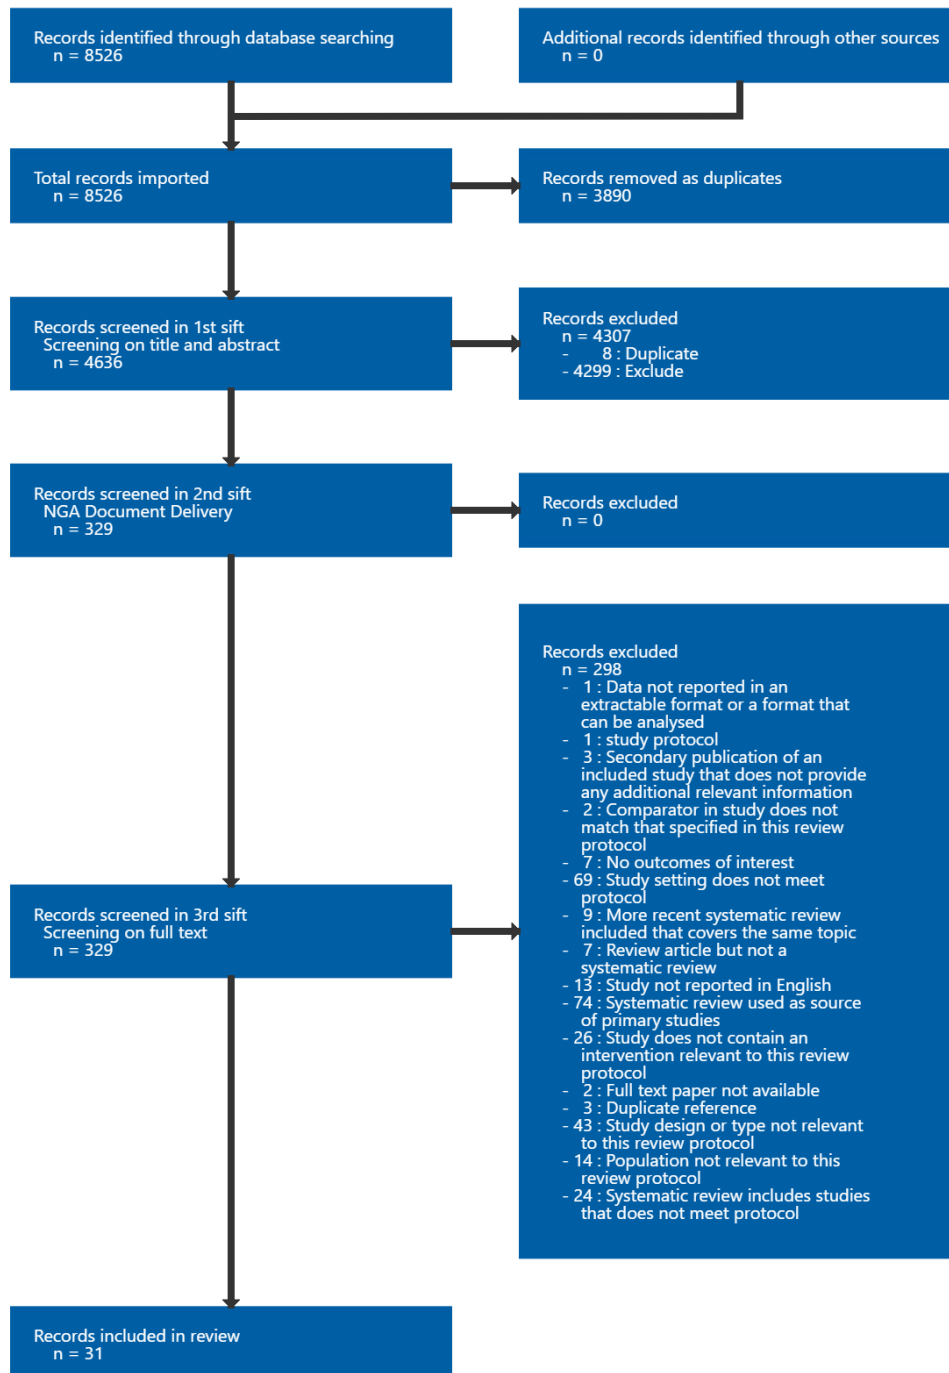 Records identified through database searching
n = 8526
Additional records identified through other sources
n = 0
Total records imported
n = 8526
Records removed as duplicates
n = 3890
Records screened in 1st sift
Screening on title and abstract
n = 4636
Records excluded
n = 4307
- 8 : Duplicate
- 4299 : Exclude
Records screened in 2nd sift
NGA Document Delivery
n = 329
Records excluded
n = 0
Records screened in 3rd sift
Screening on full text
n = 329
Records excluded
n = 298
- 1 : Data not reported in an
extractable format or a format that
can be analysed
- 1 : study protocol
- 3 : Secondary publication of an
included study that does not provide
any additional relevant information
- 2 : Comparator in study does not
match that specified in this review
protocol
- 7 : No outcomes of interest
- 69 : Study setting does not meet
protocol
- 9 : More recent systematic review
included that covers the same topic
- 7 : Review article but not a
systematic review
- 13 : Study not reported in English
- 74 : Systematic review used as source
of primary studies
- 26 : Study does not contain an
intervention relevant to this review
protocol
- 2 : Full text paper not available
- 3 : Duplicate reference
- 43 : Study design or type not relevant
to this review protocol
- 14 : Population not relevant to this
review protocol
- 24 : Systematic review includes studies
that does not meet protocol
Records included in review
n = 31